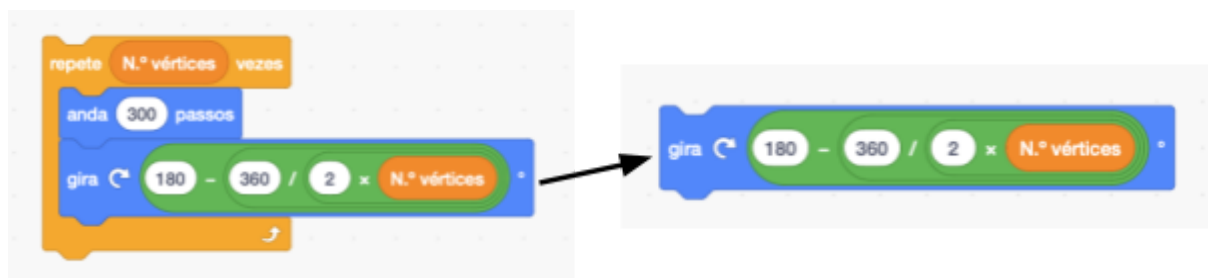 repete N.º vértices vezes
anda 300 passos
gira 180 - 360 / 2 × N.º vértices °
gira 180 - 360 / 2 × N.º vértices °